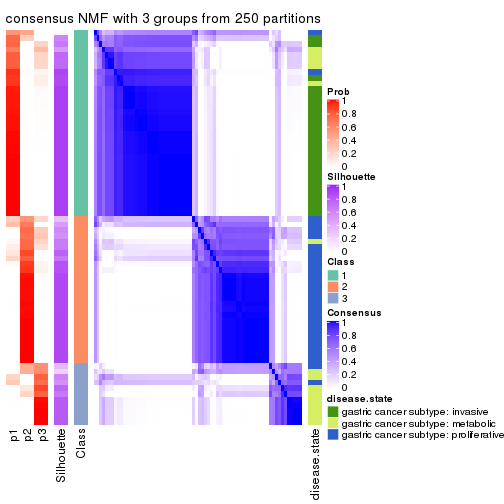 consensus NMF with 3 groups from 250 partitions
Prob
1
0.8
0.6
0.4
0.2
0
Silhouette
1
0.8
0.6
0.4
0.2
0
Class
1
2
3
Consensus
1
0.8
0.6
0.4
0.2
0
disease.state
gastric cancer subtype: invasive
gastric cancer subtype: metabolic
gastric cancer subtype: proliferative
p1
p2
p3
Silhouette
Class
disease.state